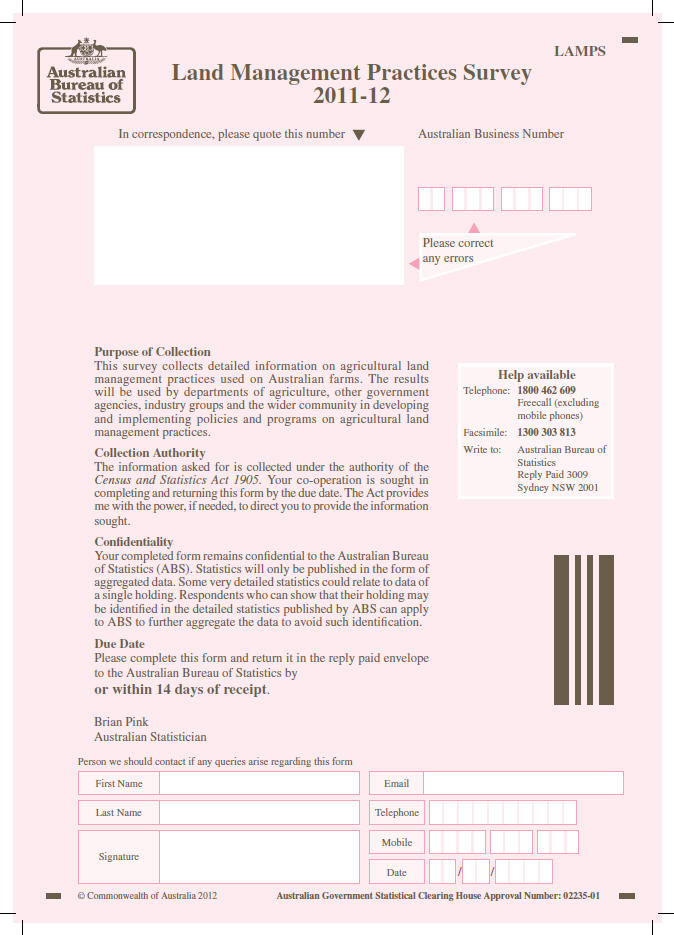 LAMPS
AUSTRALIA
Australian
Bureau of
Statistics
Land Management Practices Survey
2011-12
In correspondence, please quote this number
Australian Business Number
Please correct
any errors
Purpose of Collection
This survey collects detailed information on agricultural land
management practices used on Australian farms. The results
will be used by departments of agriculture, other government
agencies, industry groups and the wider community in developing
and implementing policies and programs on agricultural land
management practices.
Collection Authority
The information asked for is collected under the authority of the
Census and Statistics Act 1905. Your co-operation is sought in
completing and returning this form by the due date. The Act provides
me with the power, if needed, to direct you to provide the information
sought.
Confidentiality
Your completed form remains confidential to the Australian Bureau
of Statistics (ABS). Statistics will only be published in the form of
aggregated data. Some very detailed statistics could relate to data of
a single holding. Respondents who can show that their holding may
be identified in the detailed statistics published by ABS can apply
to ABS to further aggregate the data to avoid such identification.
Due Date
Please complete this form and return it in the reply paid envelope
to the Australian Bureau of Statistics by
or within 14 days of receipt.
Brian Pink
Australian Statistician
Help available
Telephone: 1800 462 609
Freecall (excluding
mobile phones)
Facsimile: 1300 303 813
Write to: Australian Bureau of
Statistics
Reply Paid 3009
Sydney NSW 2001
Person we should contact if any queries arise regarding this form
First Name
Last Name
Signature
Email
Telephone
Mobile
Date / /
© Commonwealth of Australia 2012
Australian Government Statistical Clearing House Approval Number: 02235-01